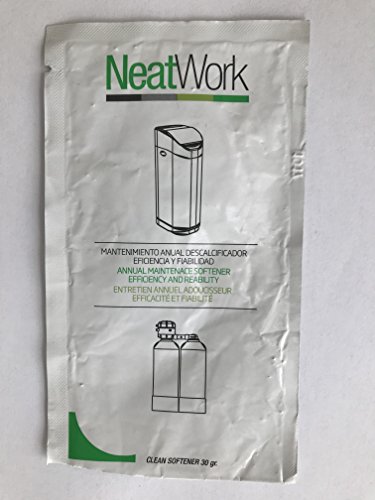 NeatWork
MANTENIMIENTO ANUAL DESCALCIFICADOR
EFICIENCIA Y FIABILIDAD
ANNUAL MAINTENACE SOFTENER
EFFICIENCY AND REABILITY
ENTRETIEN ANNUEL ADOUCISSEUR
EFFICACITÉ ET FIABILITÉ
CLEAN SOFTENER 30 gr.